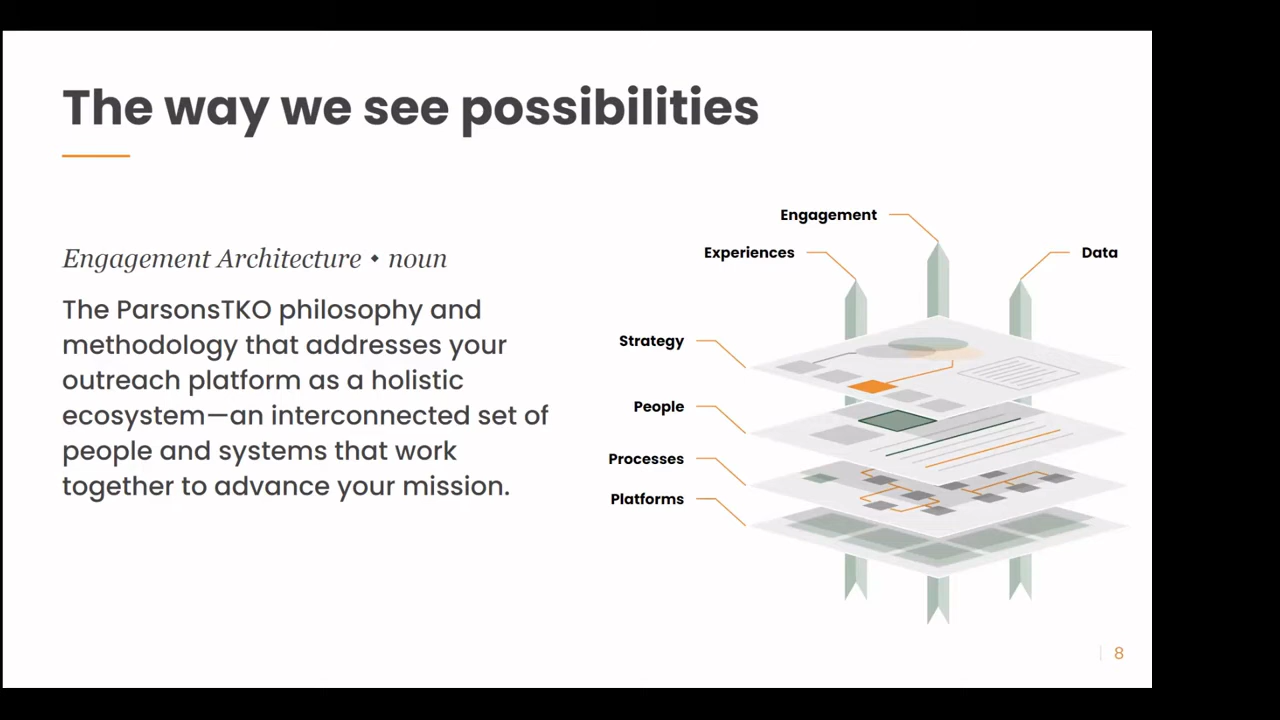 The way we see possibilities
Engagement Architecture • noun
The ParsonsTKO philosophy and
methodology that addresses your
outreach platform as a holistic
ecosystem—an interconnected set of
people and systems that work
together to advance your mission.
Engagement
Experiences
Data
Strategy
People
Processes
Platforms
8